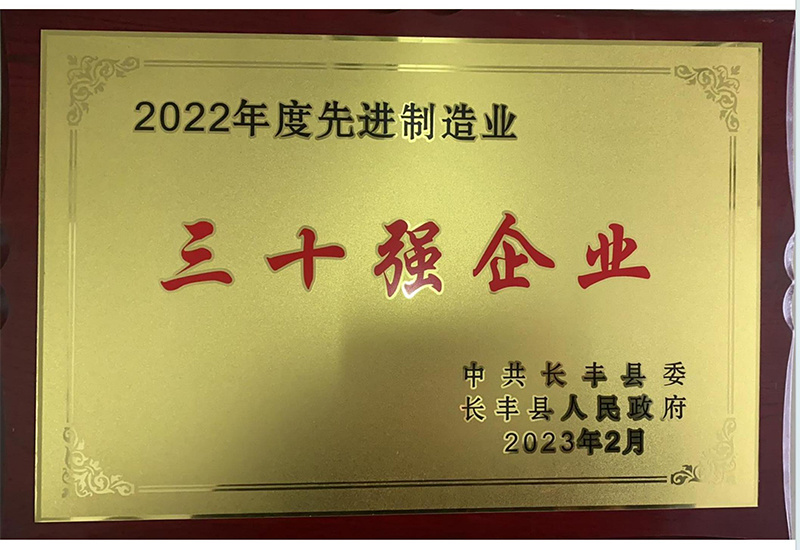 2022年度先进制造业
三十强企业
中共长丰县委
长丰县人民政府
2023年2月